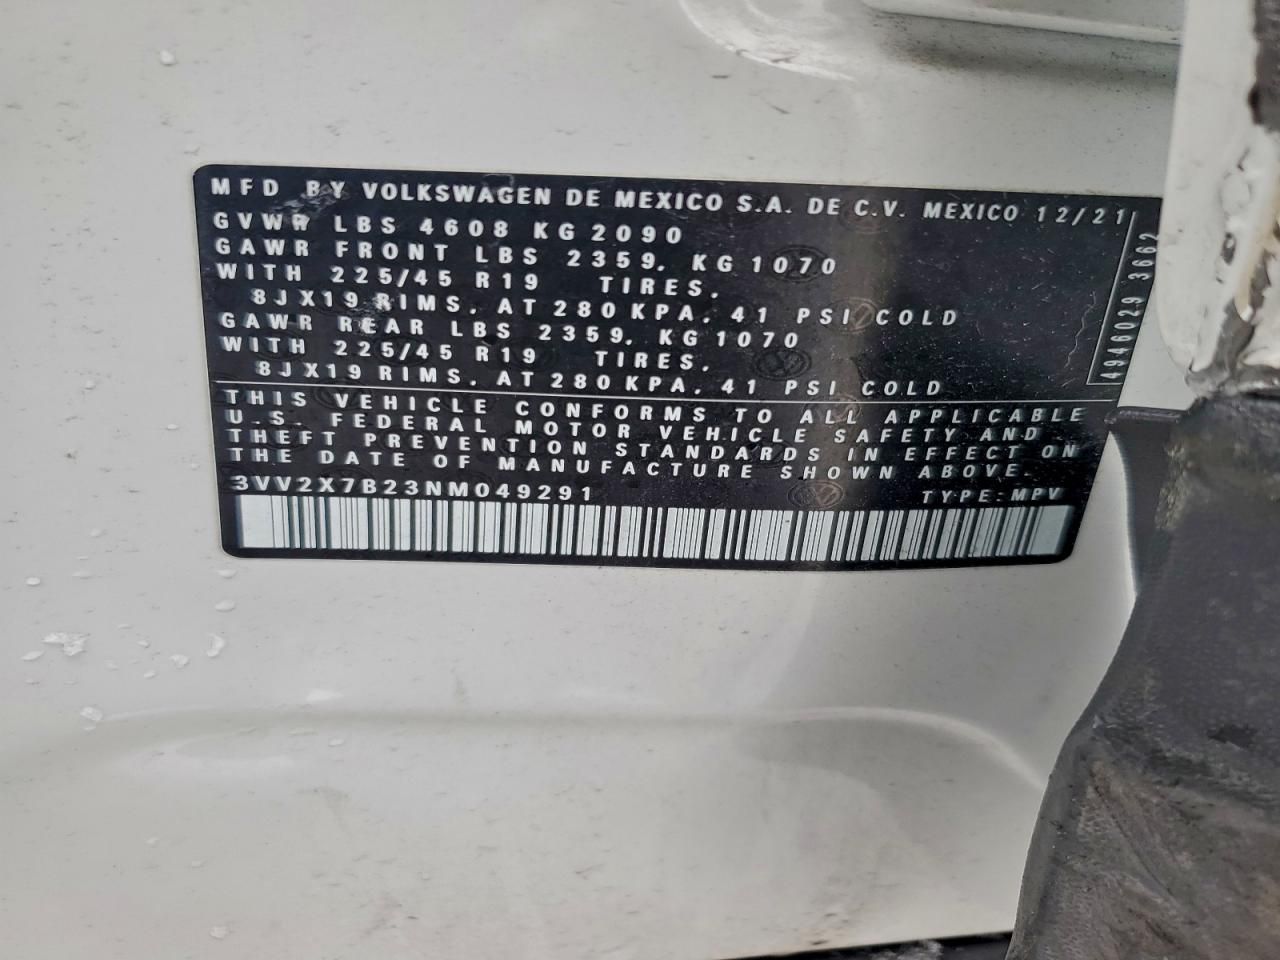 MFD BY VOLKSWAGEN DE MEXICO S.A. DE C.V. MEXICO 12/21
GVWR LBS 4608 KG 2090
GAWR FRONT LBS 2359, KG 1070
WITH 225/45 R19 TIRES,
8JX19 RIMS, AT 280 KPA, 41 PSI COLD
GAWR REAR LBS 2359, KG 1070
WITH 225/45 R19 TIRES,
8JX19 RIMS, AT 280 KPA, 41 PSI COLD
THIS VEHICLE CONFORMS TO ALL APPLICABLE
U.S. FEDERAL MOTOR VEHICLE SAFETY AND
THEFT PREVENTION STANDARDS IN EFFECT ON
THE DATE OF MANUFACTURE SHOWN ABOVE.
3VV2X7B23NM049291 TYPE: MPV
4946029 3662